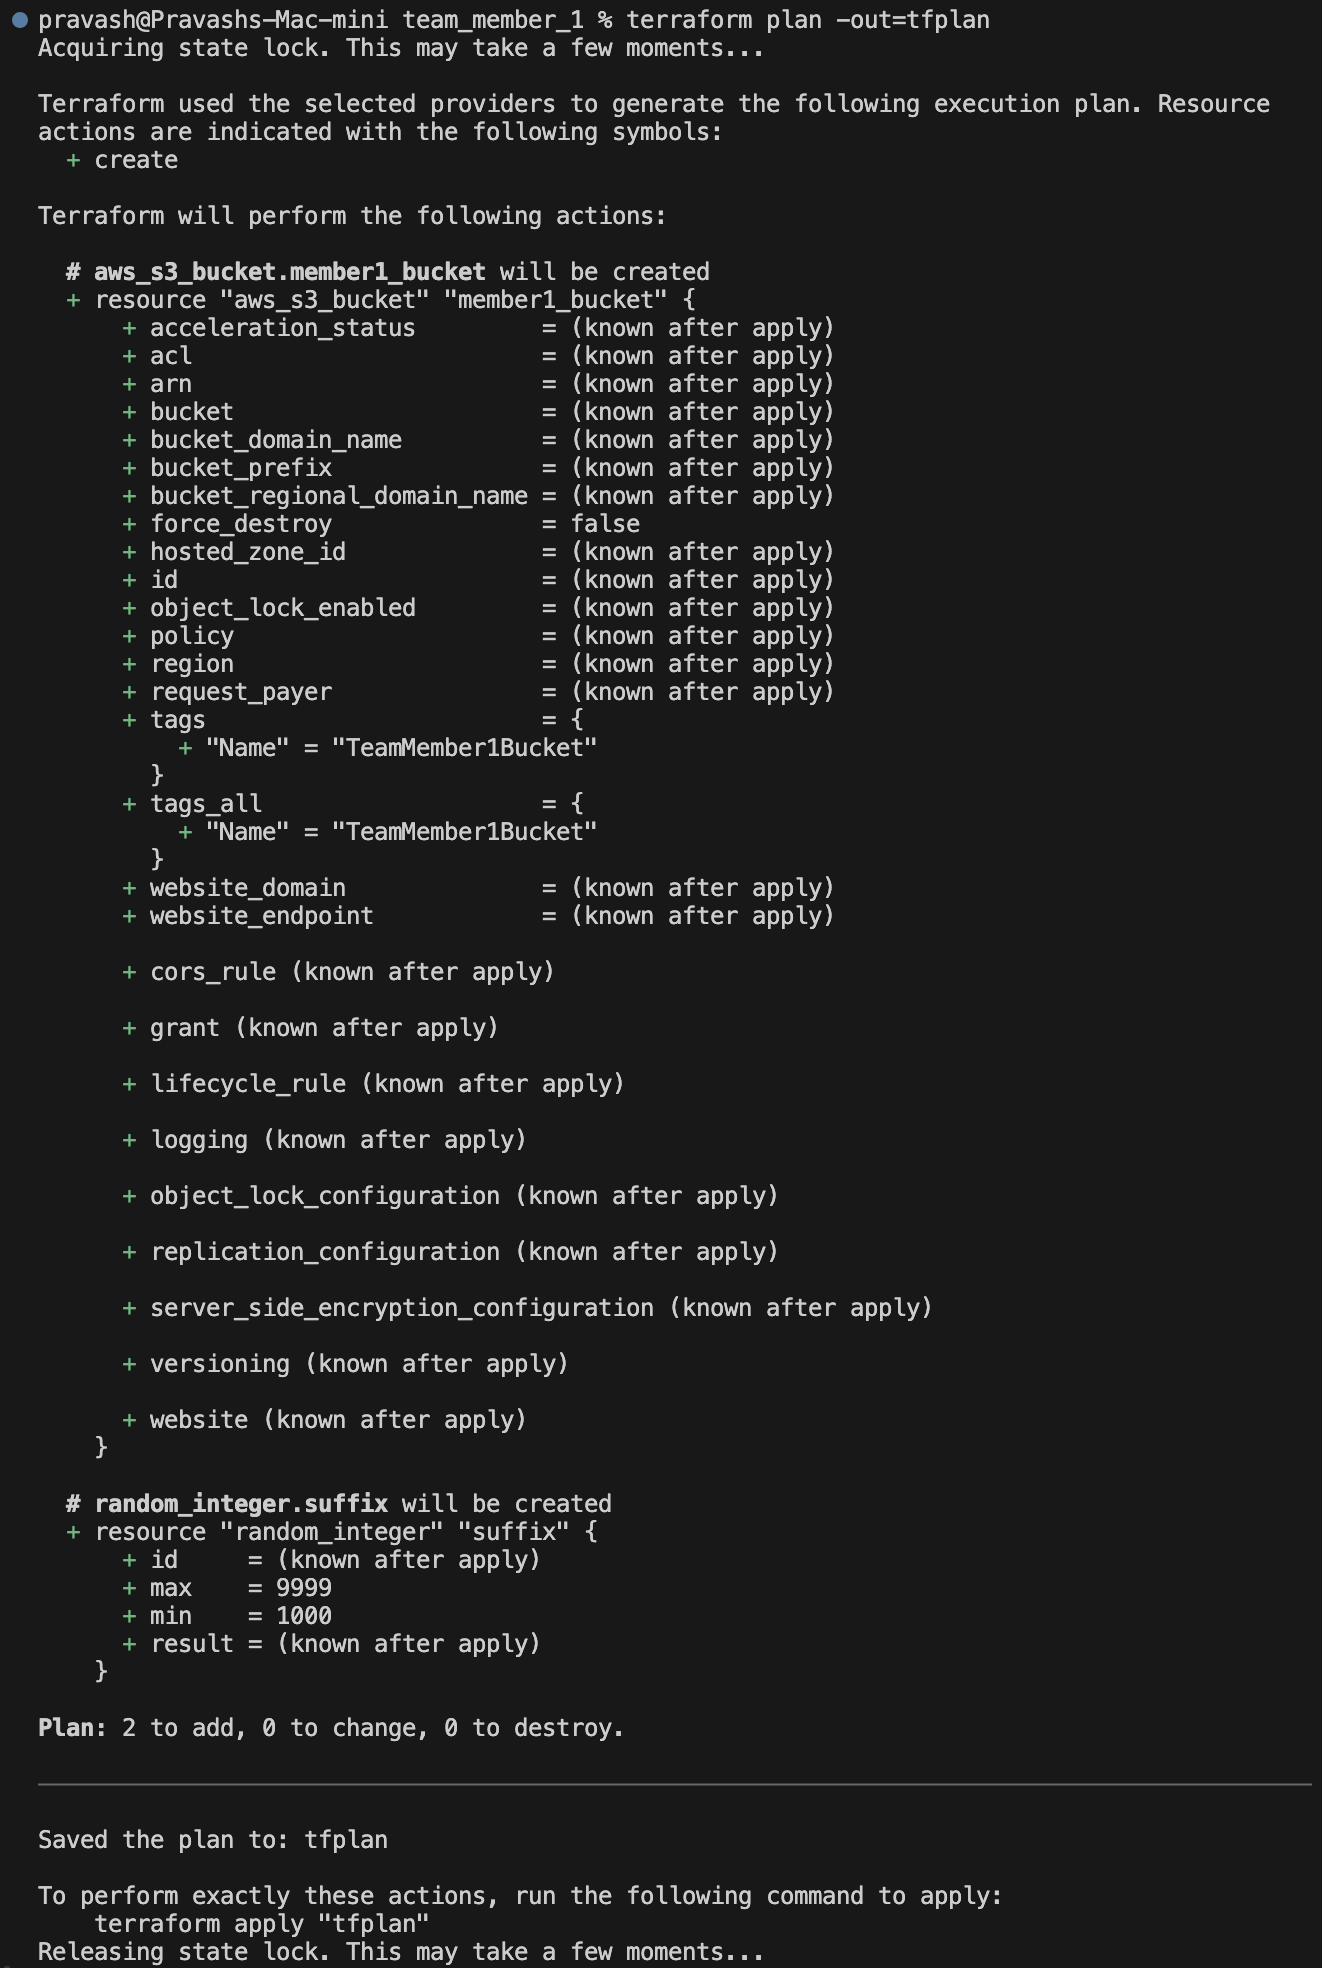 pravash@Pravashs-Mac-mini team_member_1 % terraform plan -out=tfplan
Acquiring state lock. This may take a few moments...
Terraform used the selected providers to generate the following execution plan. Resource
actions are indicated with the following symbols:
+ create
Terraform will perform the following actions:
# aws_s3_bucket.member1_bucket will be created
+ resource "aws_s3_bucket" "member1_bucket" {
+ acceleration_status = (known after apply)
+ acl = (known after apply)
+ arn = (known after apply)
+ bucket = (known after apply)
+ bucket_domain_name = (known after apply)
+ bucket_prefix = (known after apply)
+ bucket_regional_domain_name = (known after apply)
+ force_destroy = false
+ hosted_zone_id = (known after apply)
+ id = (known after apply)
+ object_lock_enabled = (known after apply)
+ policy = (known after apply)
+ region = (known after apply)
+ request_payer = (known after apply)
+ tags = {
+ "Name" = "TeamMember1Bucket"
}
+ tags_all = {
+ "Name" = "TeamMember1Bucket"
}
+ website_domain = (known after apply)
+ website_endpoint = (known after apply)
+ cors_rule (known after apply)
+ grant (known after apply)
+ lifecycle_rule (known after apply)
+ logging (known after apply)
+ object_lock_configuration (known after apply)
+ replication_configuration (known after apply)
+ server_side_encryption_configuration (known after apply)
+ versioning (known after apply)
+ website (known after apply)
}
# random_integer.suffix will be created
+ resource "random_integer" "suffix" {
+ id = (known after apply)
+ max = 9999
+ min = 1000
+ result = (known after apply)
}
Plan: 2 to add, 0 to change, 0 to destroy.
Saved the plan to: tfplan
To perform exactly these actions, run the following command to apply:
terraform apply "tfplan"
Releasing state lock. This may take a few moments...